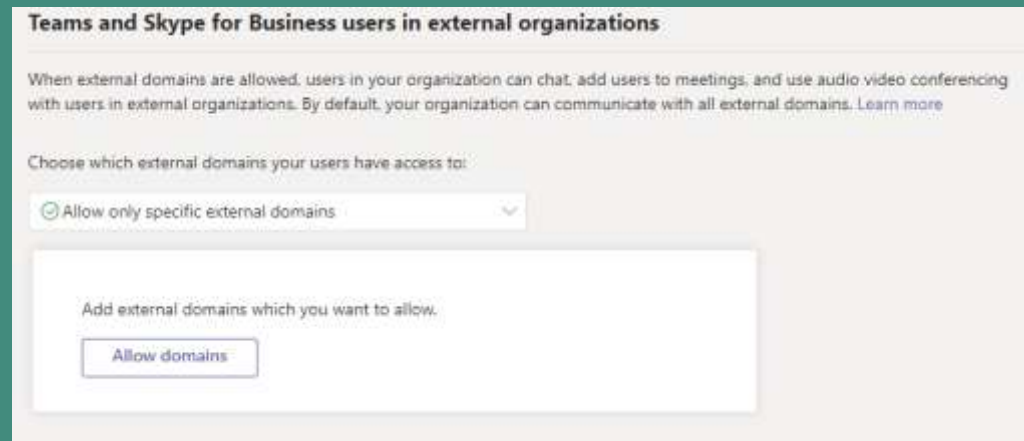 Teams and Skype for Business users in external organizations
When external domains are allowed, users in your organization can chat, add users to meetings, and use audio video conferencing
with users in external organizations. By default, your organization can communicate with all external domains. Learn more
Choose which external domains your users have access to:
Allow only specific external domains
Add external domains which you want to allow.
Allow domains